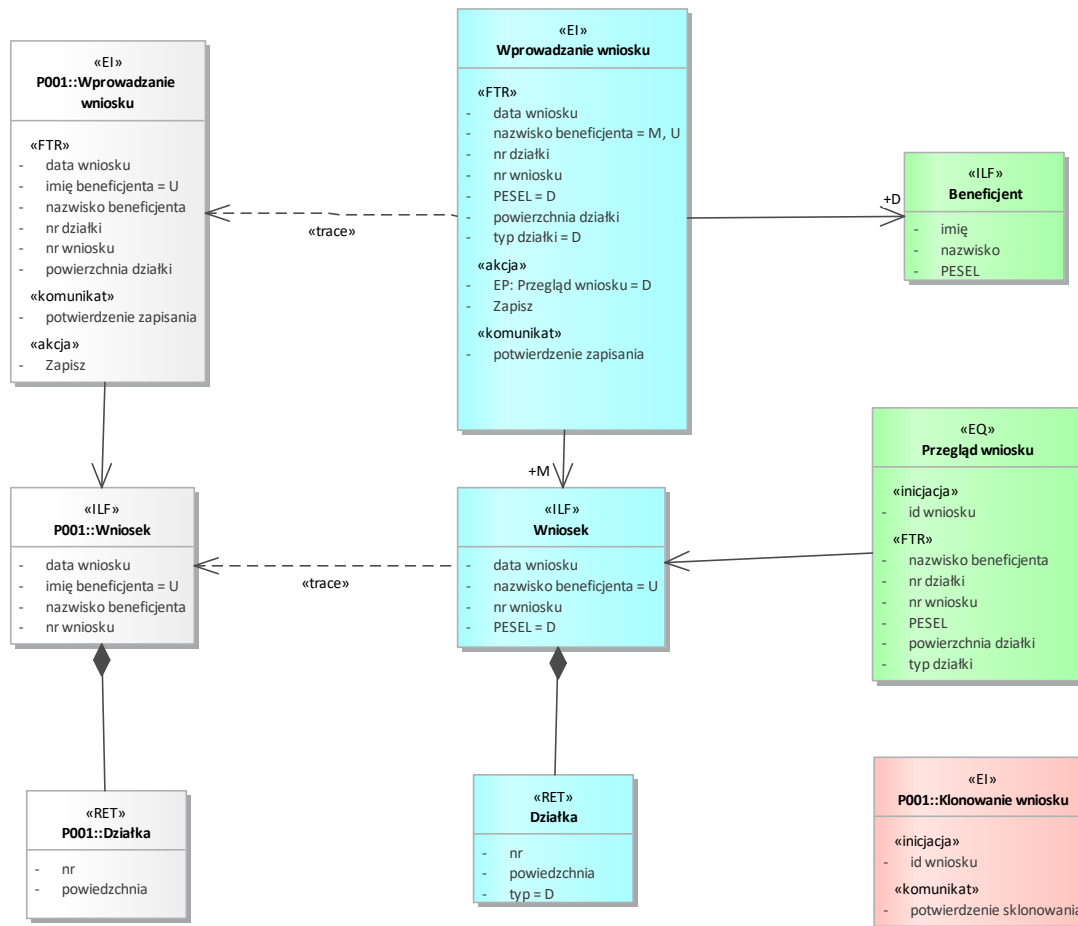 «EI»
P001::Wprowadzanie
wniosku
«FTR»
- data wniosku
- imię beneficjenta = U
- nazwisko beneficjenta
- nr działki
- nr wniosku
- powierzchnia działki
«komunikat»
- potwierdzenie zapisania
«akcja»
- Zapisz
«EI»
Wprowadzanie wniosku
«FTR»
- data wniosku
- nazwisko beneficjenta = M, U
- nr działki
- nr wniosku
- PESEL = D
- powierzchnia działki
- typ działki = D
«akcja»
- EP: Przegląd wniosku = D
- Zapisz
«komunikat»
- potwierdzenie zapisania
«trace»
+D
«ILF»
Beneficjent
- imię
- nazwisko
- PESEL
+M
«ILF»
P001::Wniosek
- data wniosku
- imię beneficjenta = U
- nazwisko beneficjenta
- nr wniosku
«trace»
«ILF»
Wniosek
- data wniosku
- nazwisko beneficjenta = U
- nr wniosku
- PESEL = D
«EQ»
Przegląd wniosku
«inicjacja»
- id wniosku
«FTR»
- nazwisko beneficjenta
- nr działki
- nr wniosku
- PESEL
- powierzchnia działki
- typ działki
«RET»
P001::Działka
- nr
- powiedzchnia
«RET»
Działka
- nr
- powiedzchnia
- typ = D
«EI»
P001::Klonowanie wniosku
«inicjacja»
- id wniosku
«komunikat»
- potwierdzenie sklonowania